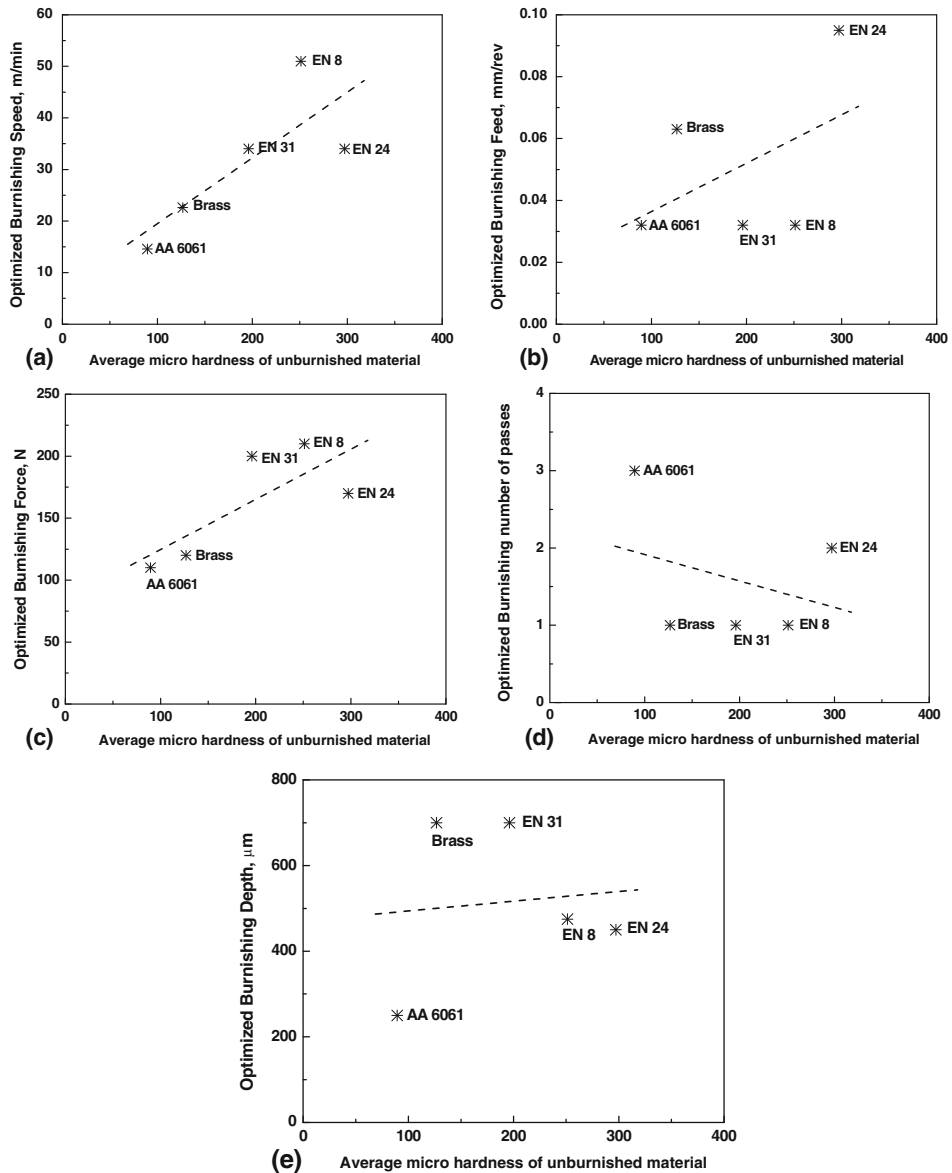 60
50
40
30
20
10
0
Optimized Burnishing Speed, m/min
EN 8
EN 31
EN 24
Brass
AA 6061
0 100 200 300 400
(a) Average micro hardness of unburnished material
0.10
0.08
0.06
0.04
0.02
0.00
Optimized Burnishing Feed, mm/rev
EN 24
Brass
AA 6061
EN 31
EN 8
0 100 200 300 400
(b) Average micro hardness of unburnished material
250
200
150
100
50
0
Optimized Burnishing Force, N
EN 8
EN 31
EN 24
Brass
AA 6061
0 100 200 300 400
(c) Average micro hardness of unburnished material
4
3
2
1
0
Optimized Burnishing number of passes
AA 6061
EN 24
Brass
EN 31
EN 8
0 100 200 300 400
(d) Average micro hardness of unburnished material
800
600
400
200
0
Optimized Burnishing Depth, μm
Brass
EN 31
EN 8
EN 24
AA 6061
0 100 200 300 400
(e) Average micro hardness of unburnished material